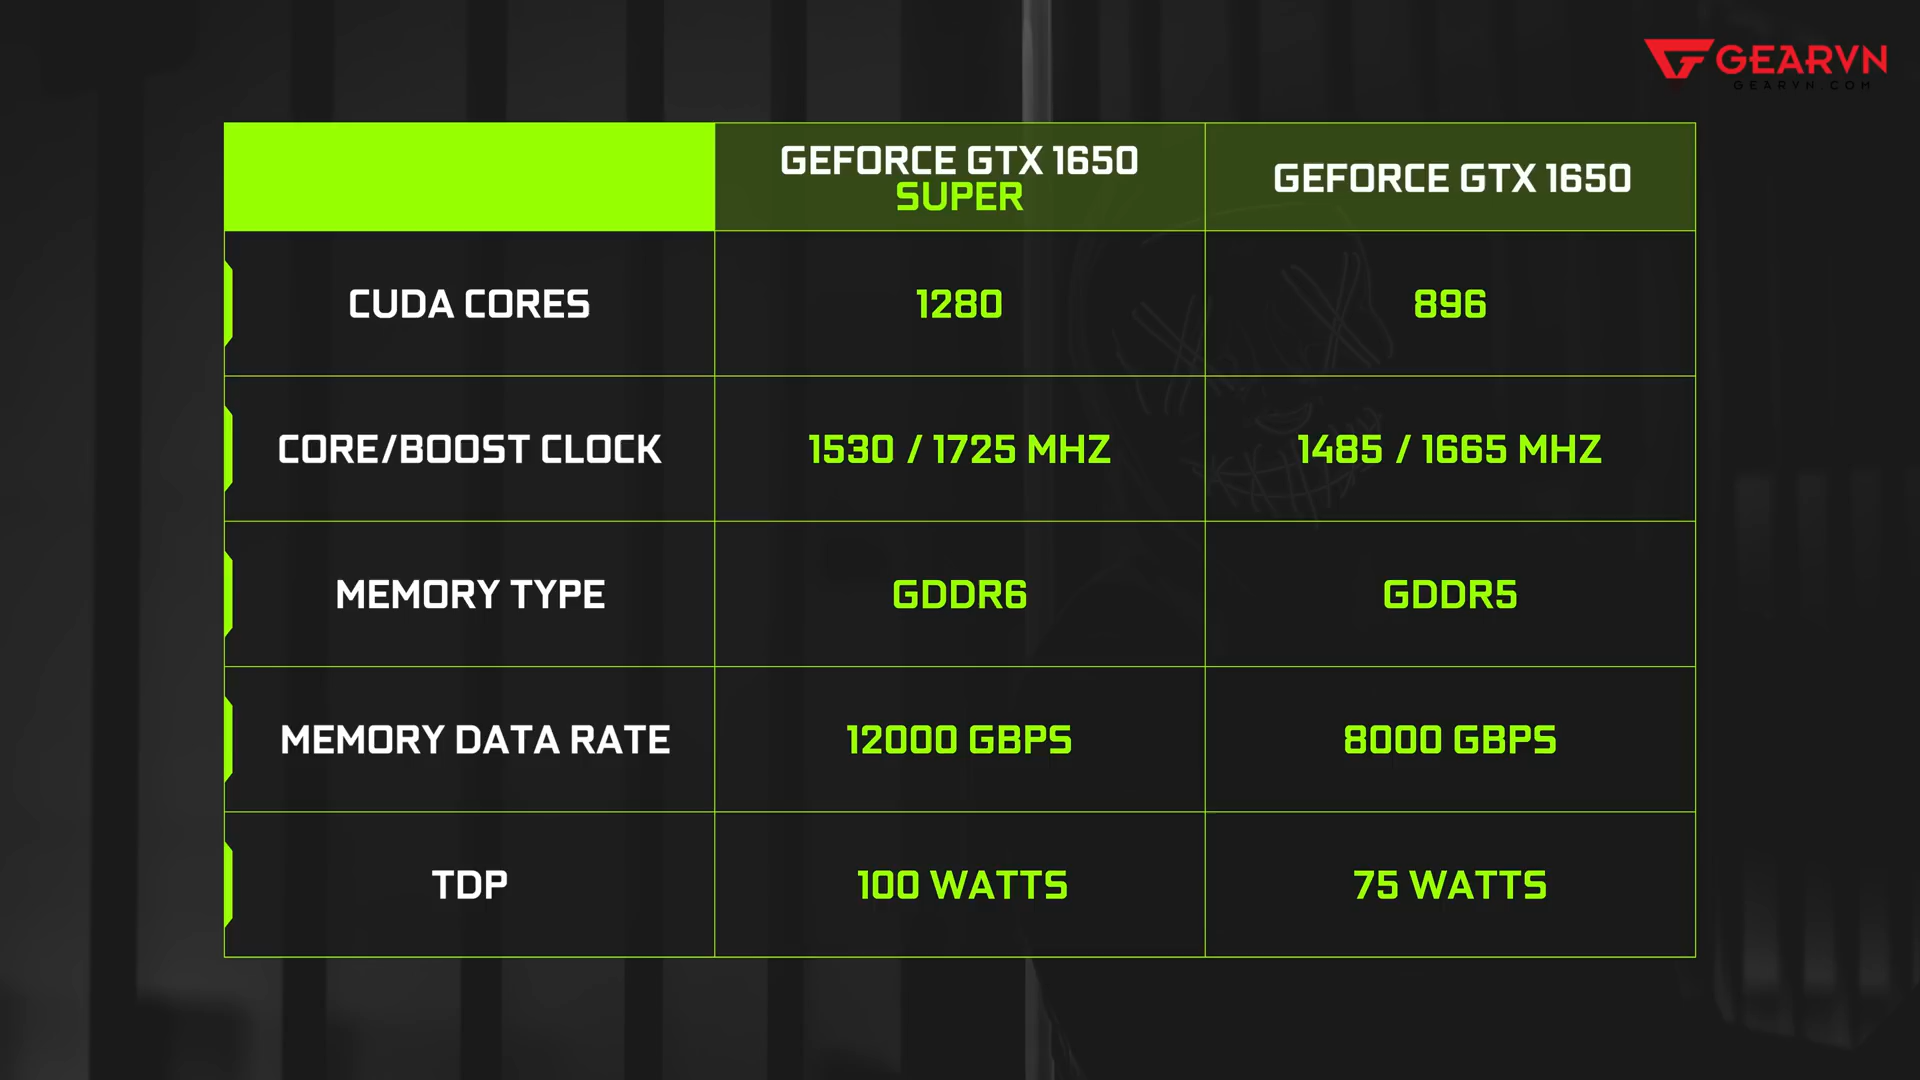 GEARVN
GEARVN.COM
GEFORCE GTX 1650
SUPER
GEFORCE GTX 1650
CUDA CORES
1280
896
CORE/BOOST CLOCK
1530 / 1725 MHZ
1485 / 1665 MHZ
MEMORY TYPE
GDDR6
GDDR5
MEMORY DATA RATE
12000 GBPS
8000 GBPS
TDP
100 WATTS
75 WATTS